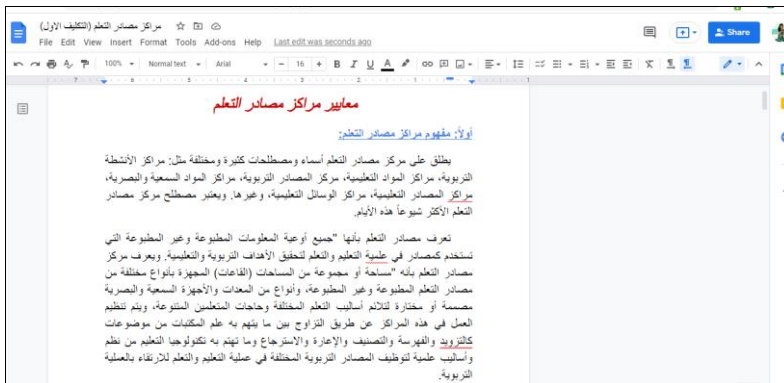 مراكز مصادر التعلم (التكليف الاول)
File Edit View Insert Format Tools Add-ons Help Last edit was seconds ago
Share
100% Normal text Arial 16 B I U A
معايير مراكز مصادر التعلم
أولاً: مفهوم مراكز مصادر التعلم:
يطلق على مركز مصادر التعلم أسماء ومصطلحات كثيرة ومختلفة مثل: مراكز الأنشطة
التربوية، مراكز المواد التعليمية، مركز المصادر التربوية، مراكز المواد السمعية والبصرية،
مراكز المصادر التعليمية، مراكز الوسائل التعليمية، وغيرها. ويعتبر مصطلح مركز مصادر
التعلم الأكثر شيوعاً هذه الأيام.
تعرف مصادر التعلم بأنها "جميع أوعية المعلومات المطبوعة وغير المطبوعة التي
تستخدم كمصادر في علمية التعليم والتعلم لتحقيق الأهداف التربوية والتعليمية. ويعرف مركز
مصادر التعلم بأنه "مساحة أو مجموعة من المساحات (القاعات) المجهزة بأنواع مختلفة من
مصادر التعلم المطبوعة وغير المطبوعة، وأنواع من المعدات والأجهزة السمعية والبصرية
مصممة أو مختارة لتلائم أساليب التعلم المختلفة وحاجات المتعلمين المتنوعة، ويتم تنظيم
العمل في هذه المراكز عن طريق التزاوج بين ما يتهم به علم المكتبات من موضوعات
كالتزويد والفهرسة والتصنيف والإعارة والاسترجاع وما تهتم به تكنولوجيا التعليم من نظم
وأساليب علمية لتوظيف المصادر التربوية المختلفة في عملية التعليم والتعلم للارتقاء بالعملية
التربوية.